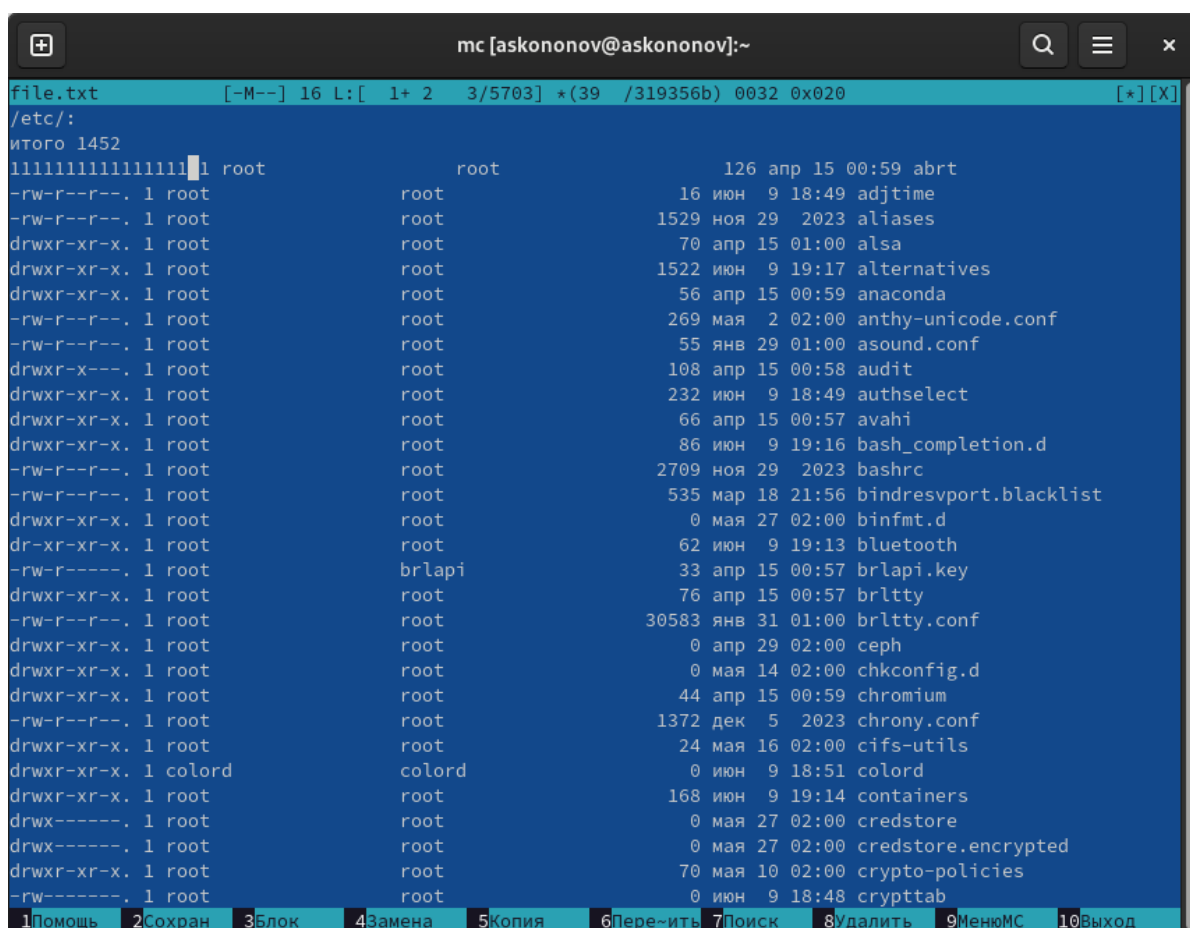 mc [askononov@askononov]:~
file.txt [-M--] 16 L:[ 1+ 2 3/5703] *(39 /319356b) 0032 0x020 [*][X]
/etc/:
итого 1452
1111111111111111 1 root root 126 апр 15 00:59 abrt
-rw-r--r--. 1 root root 16 июн 9 18:49 adjtime
-rw-r--r--. 1 root root 1529 ноя 29 2023 aliases
drwxr-xr-x. 1 root root 70 апр 15 01:00 alsa
drwxr-xr-x. 1 root root 1522 июн 9 19:17 alternatives
drwxr-xr-x. 1 root root 56 апр 15 00:59 anaconda
-rw-r--r--. 1 root root 269 мая 2 02:00 anthy-unicode.conf
-rw-r--r--. 1 root root 55 янв 29 01:00 asound.conf
drwxr-x---. 1 root root 108 апр 15 00:58 audit
drwxr-xr-x. 1 root root 232 июн 9 18:49 authselect
drwxr-xr-x. 1 root root 66 апр 15 00:57 avahi
drwxr-xr-x. 1 root root 86 июн 9 19:16 bash_completion.d
-rw-r--r--. 1 root root 2709 ноя 29 2023 bashrc
-rw-r--r--. 1 root root 535 мар 18 21:56 bindresvport.blacklist
drwxr-xr-x. 1 root root 0 мая 27 02:00 binfmt.d
dr-xr-xr-x. 1 root root 62 июн 9 19:13 bluetooth
-rw-r-----. 1 root brlapi 33 апр 15 00:57 brlapi.key
drwxr-xr-x. 1 root root 76 апр 15 00:57 brltty
-rw-r--r--. 1 root root 30583 янв 31 01:00 brltty.conf
drwxr-xr-x. 1 root root 0 апр 29 02:00 ceph
drwxr-xr-x. 1 root root 0 мая 14 02:00 chkconfig.d
drwxr-xr-x. 1 root root 44 апр 15 00:59 chromium
-rw-r--r--. 1 root root 1372 дек 5 2023 chrony.conf
drwxr-xr-x. 1 root root 24 мая 16 02:00 cifs-utils
drwxr-xr-x. 1 colord colord 0 июн 9 18:51 colord
drwxr-xr-x. 1 root root 168 июн 9 19:14 containers
drwx------. 1 root root 0 мая 27 02:00 credstore
drwx------. 1 root root 0 мая 27 02:00 credstore.encrypted
drwxr-xr-x. 1 root root 70 мая 10 02:00 crypto-policies
-rw-------. 1 root root 0 июн 9 18:48 crypttab
1Помощь 2Сохран 3Блок 4Замена 5Копия 6Пере~ить 7Поиск 8Удалить 9МенюMC 10Выход